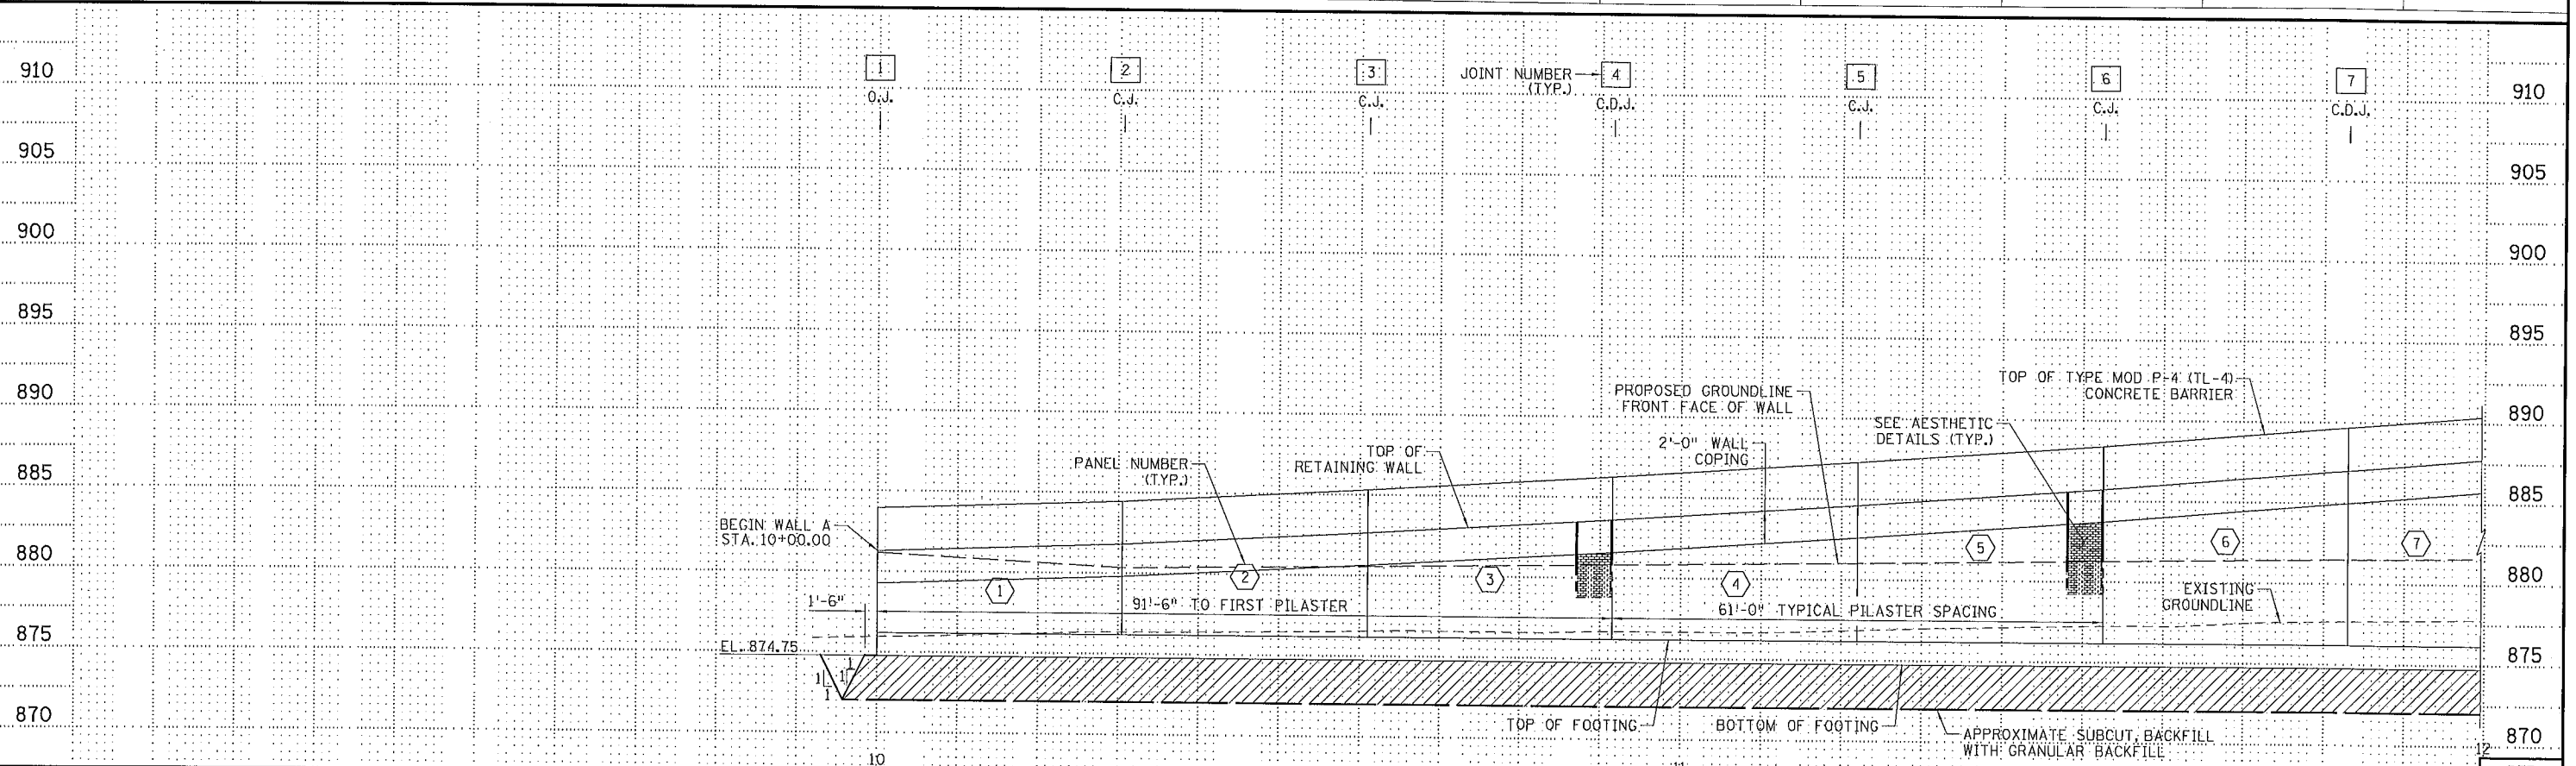 1 2 3 4 5 6 7
JOINT NUMBER
(TYP.)
O.J. C.J. C.J. C.D.J. C.J. C.J. C.D.J.
910 910
905 905
900 900
895 895
890 890
885 885
880 880
875 875
870 870
TOP OF TYPE MOD P-4 (TL-4)
CONCRETE BARRIER
PROPOSED GROUNDLINE
FRONT FACE OF WALL
SEE AESTHETIC
DETAILS (TYP.)
2'-0" WALL
COPING
TOP OF
RETAINING WALL
PANEL NUMBER
(TYP.)
BEGIN WALL A
STA. 10+00.00
1 2 3 4 5 6 7
1'-6"
91'-6" TO FIRST PILASTER
61'-0" TYPICAL PILASTER SPACING
EXISTING
GROUNDLINE
EL. 874.75
1 1
1 1
TOP OF FOOTING
BOTTOM OF FOOTING
APPROXIMATE SUBCUT, BACKFILL
WITH GRANULAR BACKFILL
10 12